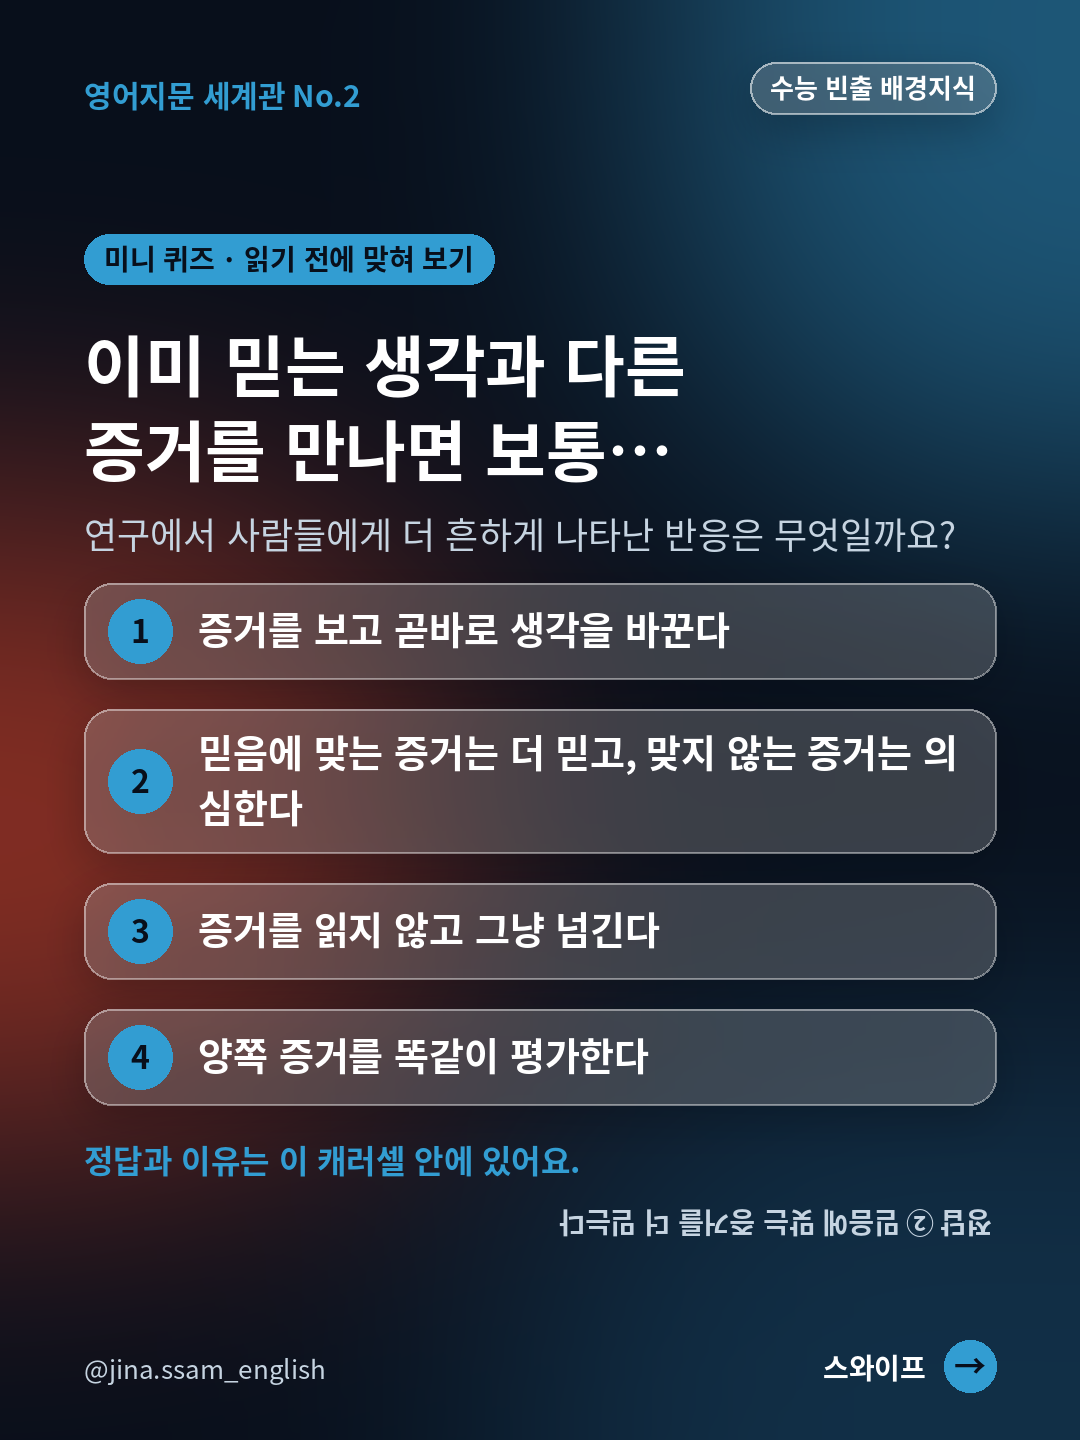 영어지문 세계관 No.2
수능 빈출 배경지식
미니 퀴즈 · 읽기 전에 맞혀 보기
이미 믿는 생각과 다른
증거를 만나면 보통…
연구에서 사람들에게 더 흔하게 나타난 반응은 무엇일까요?
1 증거를 보고 곧바로 생각을 바꾼다
2 믿음에 맞는 증거는 더 믿고, 맞지 않는 증거는 의
심한다
3 증거를 읽지 않고 그냥 넘긴다
4 양쪽 증거를 똑같이 평가한다
정답과 이유는 이 캐러셀 안에 있어요.
정답 ② 믿음에 맞는 증거를 더 믿는다
@jina.ssam_english
스와이프 →